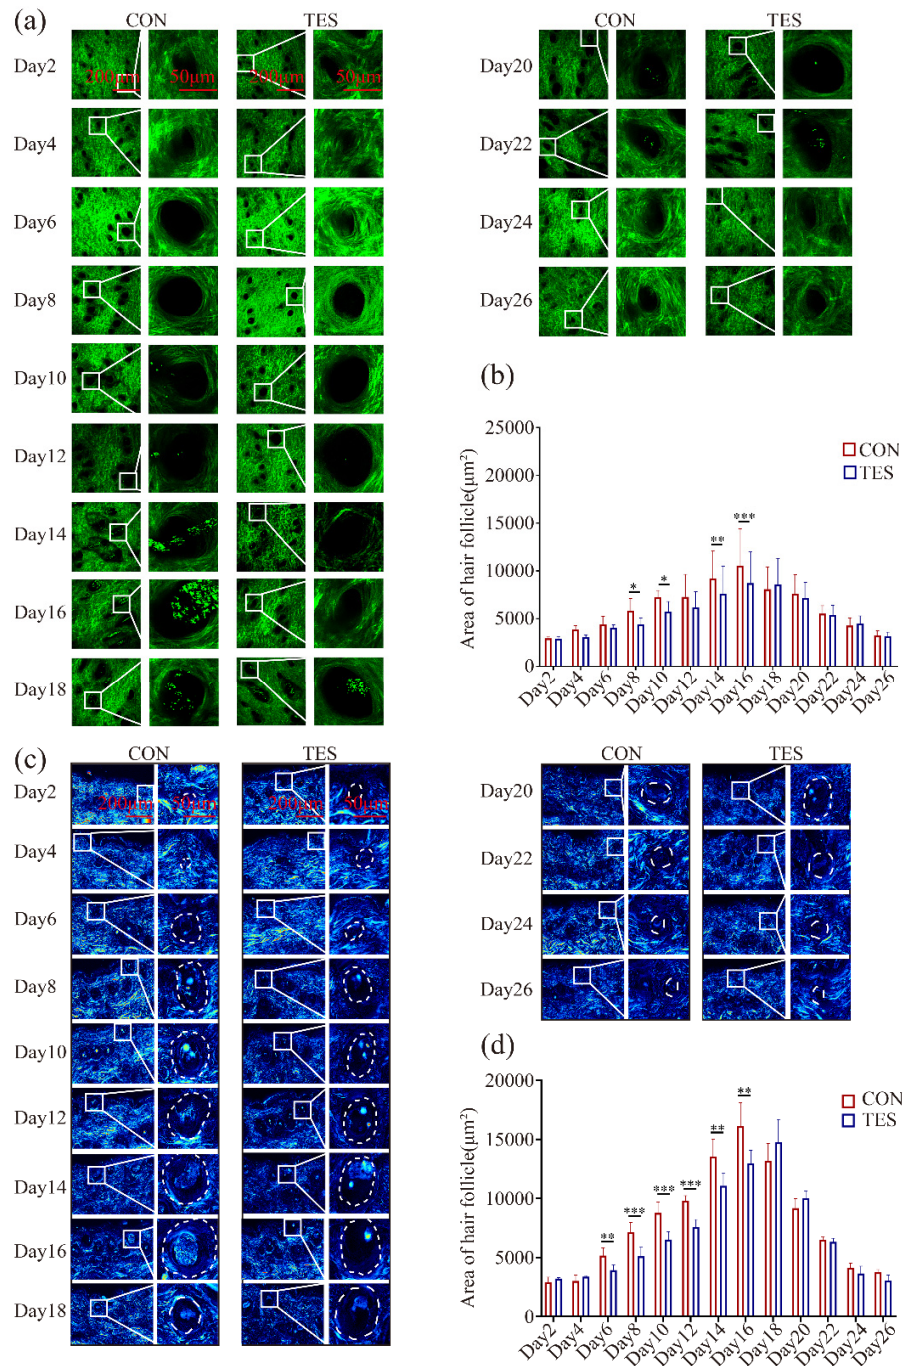 (a)
CON TES
Day2
200μm 50μm 200μm 50μm
Day4
Day6
Day8
Day10
Day12
Day14
Day16
Day18
CON TES
Day20
Day22
Day24
Day26
(b)
Area of hair follicle(μm²)
25000
20000
15000
10000
5000
0
CON
TES
* * ** ***
Day2 Day4 Day6 Day8 Day10 Day12 Day14 Day16 Day18 Day20 Day22 Day24 Day26
(c)
CON TES
Day2
200μm 50μm 200μm 50μm
Day4
Day6
Day8
Day10
Day12
Day14
Day16
Day18
CON TES
Day20
Day22
Day24
Day26
(d)
Area of hair follicle(μm²)
20000
15000
10000
5000
0
CON
TES
** *** *** *** ** **
Day2 Day4 Day6 Day8 Day10 Day12 Day14 Day16 Day18 Day20 Day22 Day24 Day26